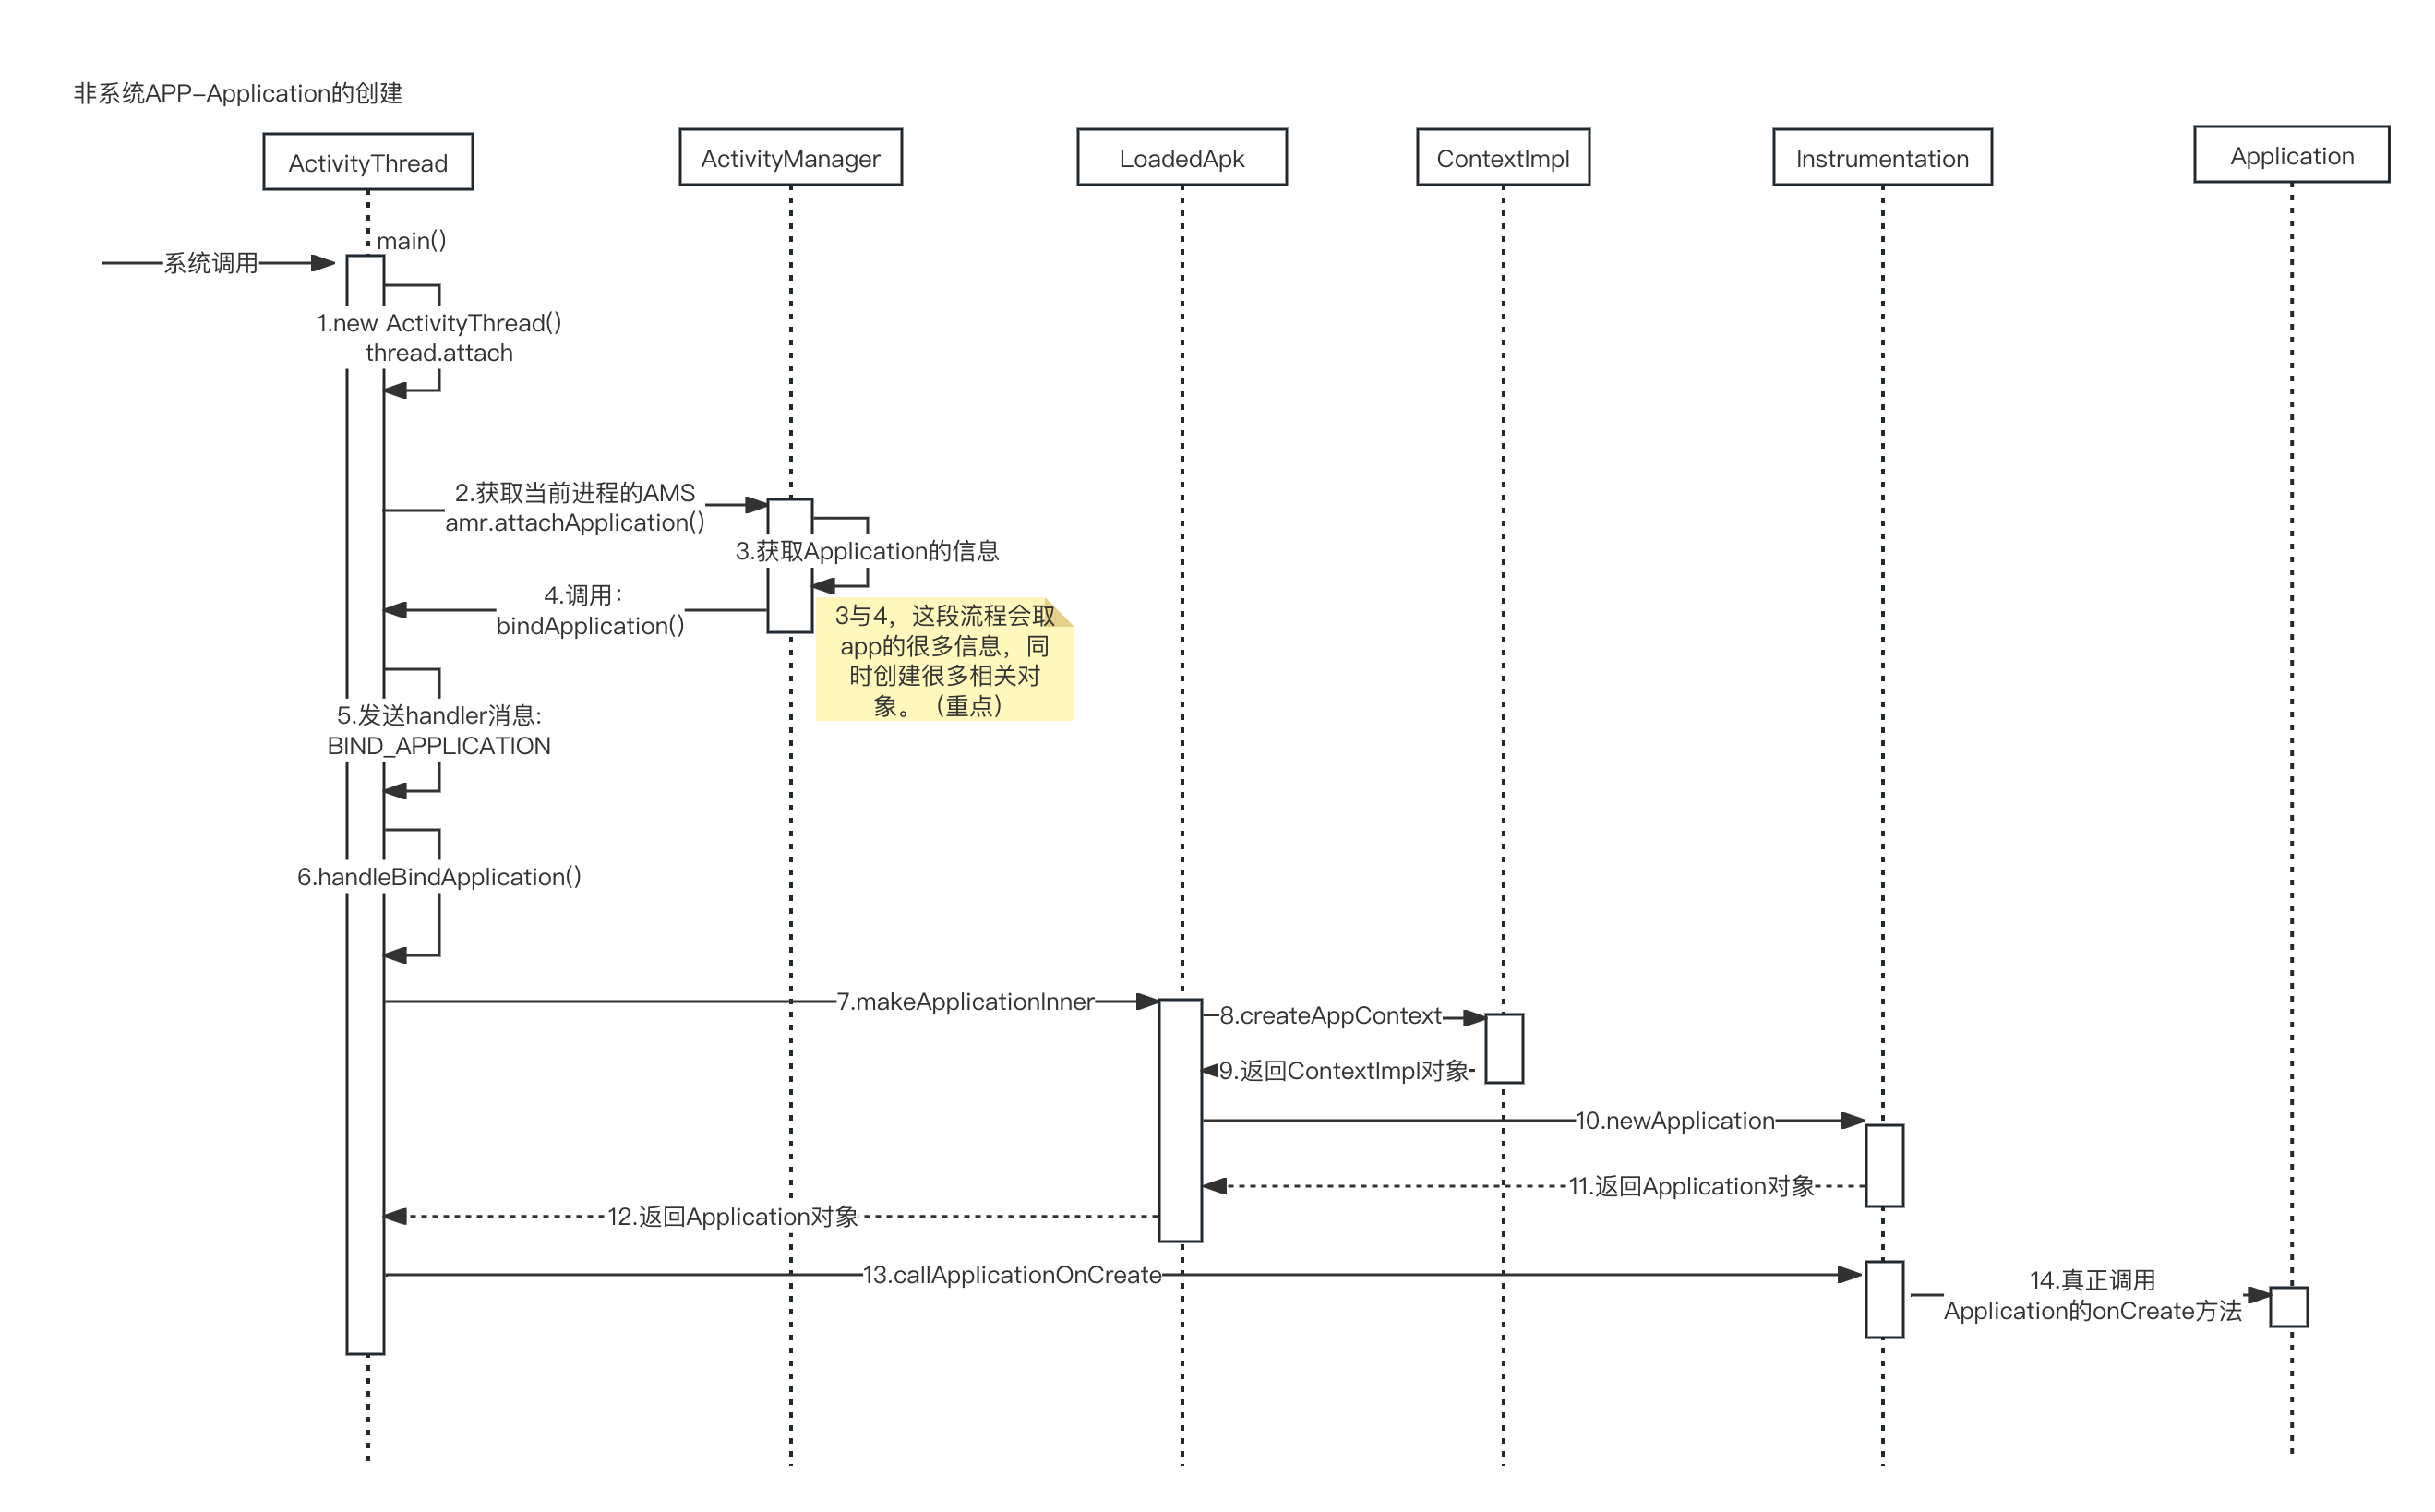 非系统APP-Application的创建
ActivityThread
ActivityManager
LoadedApk
ContextImpl
Instrumentation
Application
main()
系统调用
1.new ActivityThread()
thread.attach
2.获取当前进程的AMS
amr.attachApplication()
3.获取Application的信息
4.调用：
bindApplication()
3与4，这段流程会取
app的很多信息，同
时创建很多相关对
象。（重点）
5.发送handler消息:
BIND_APPLICATION
6.handleBindApplication()
7.makeApplicationInner
8.createAppContext
9.返回ContextImpl对象
10.newApplication
11.返回Application对象
12.返回Application对象
13.callApplicationOnCreate
14.真正调用
Application的onCreate方法